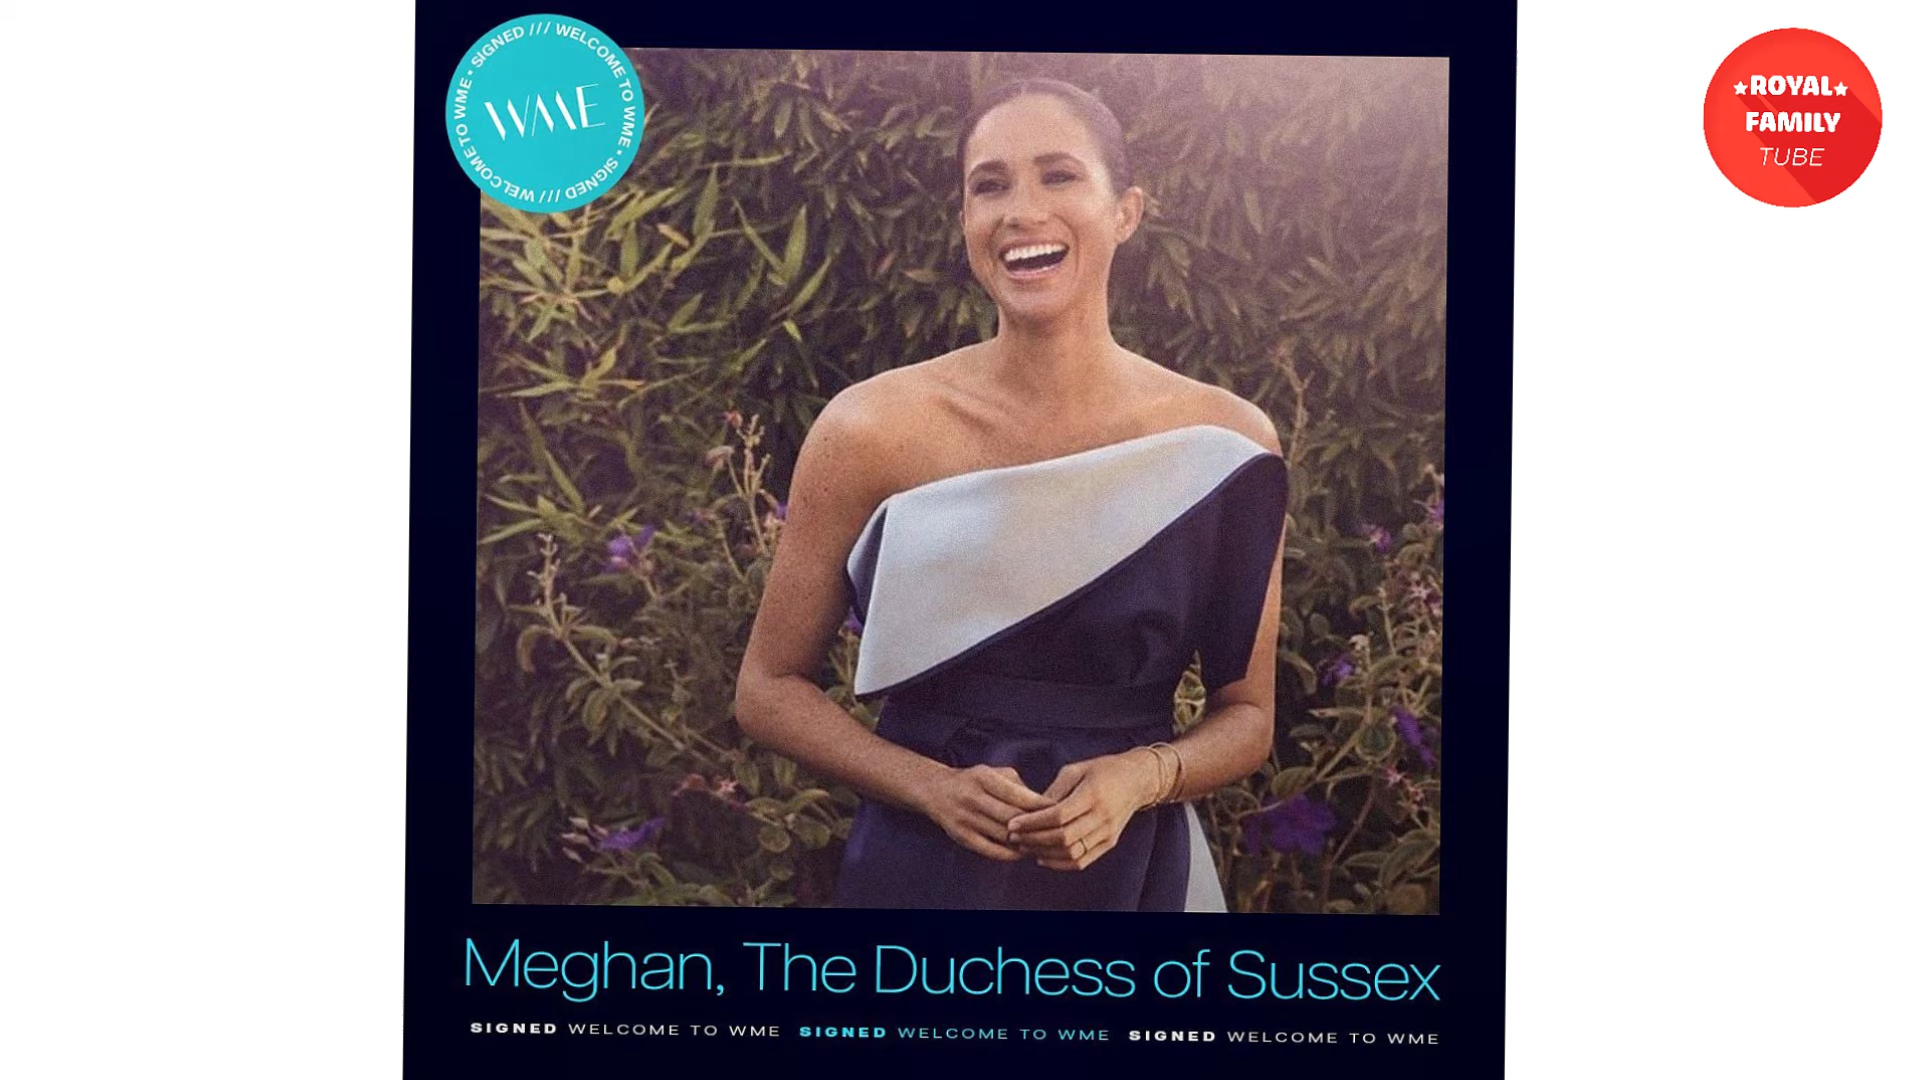 SIGNED /// WELCOME TO WME • SIGNED /// WELCOME TO WME •
WME
★ROYAL★
FAMILY
TUBE
Meghan, The Duchess of Sussex
SIGNED WELCOME TO WME SIGNED WELCOME TO WME SIGNED WELCOME TO WME